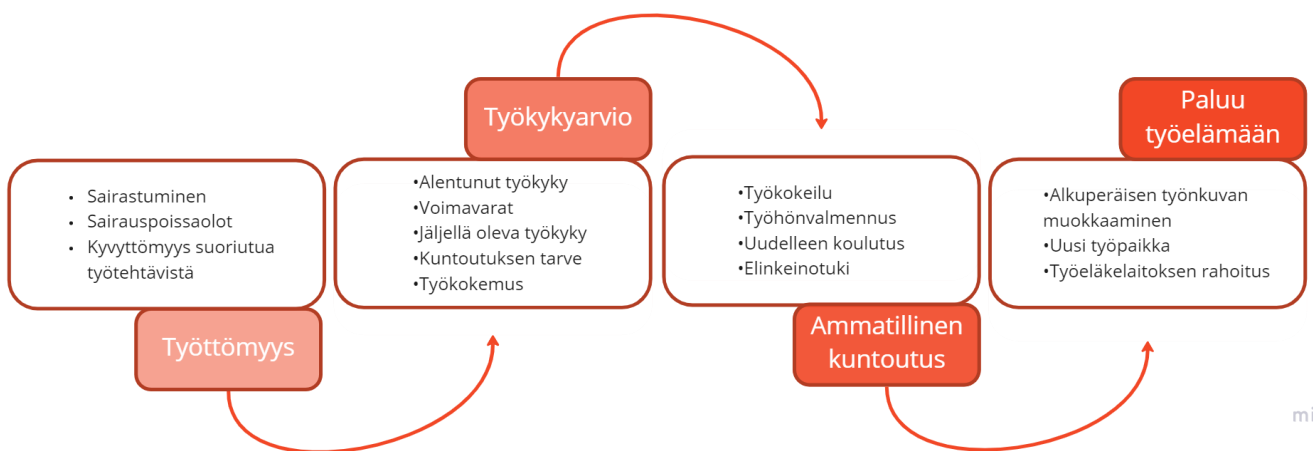 • Sairastuminen
• Sairauspoissaolot
• Kyvyttömyys suoriutua
työtehtävistä
Työttömyys
Työkykyarvio
•Alentunut työkyky
•Voimavarat
•Jäljellä oleva työkyky
•Kuntoutuksen tarve
•Työkokemus
•Työkokeilu
•Työhönvalmennus
•Uudelleen koulutus
•Elinkeinotuki
Ammatillinen
kuntoutus
Paluu
työelämään
•Alkuperäisen työnkuvan
muokkaaminen
•Uusi työpaikka
•Työeläkelaitoksen rahoitus
mi